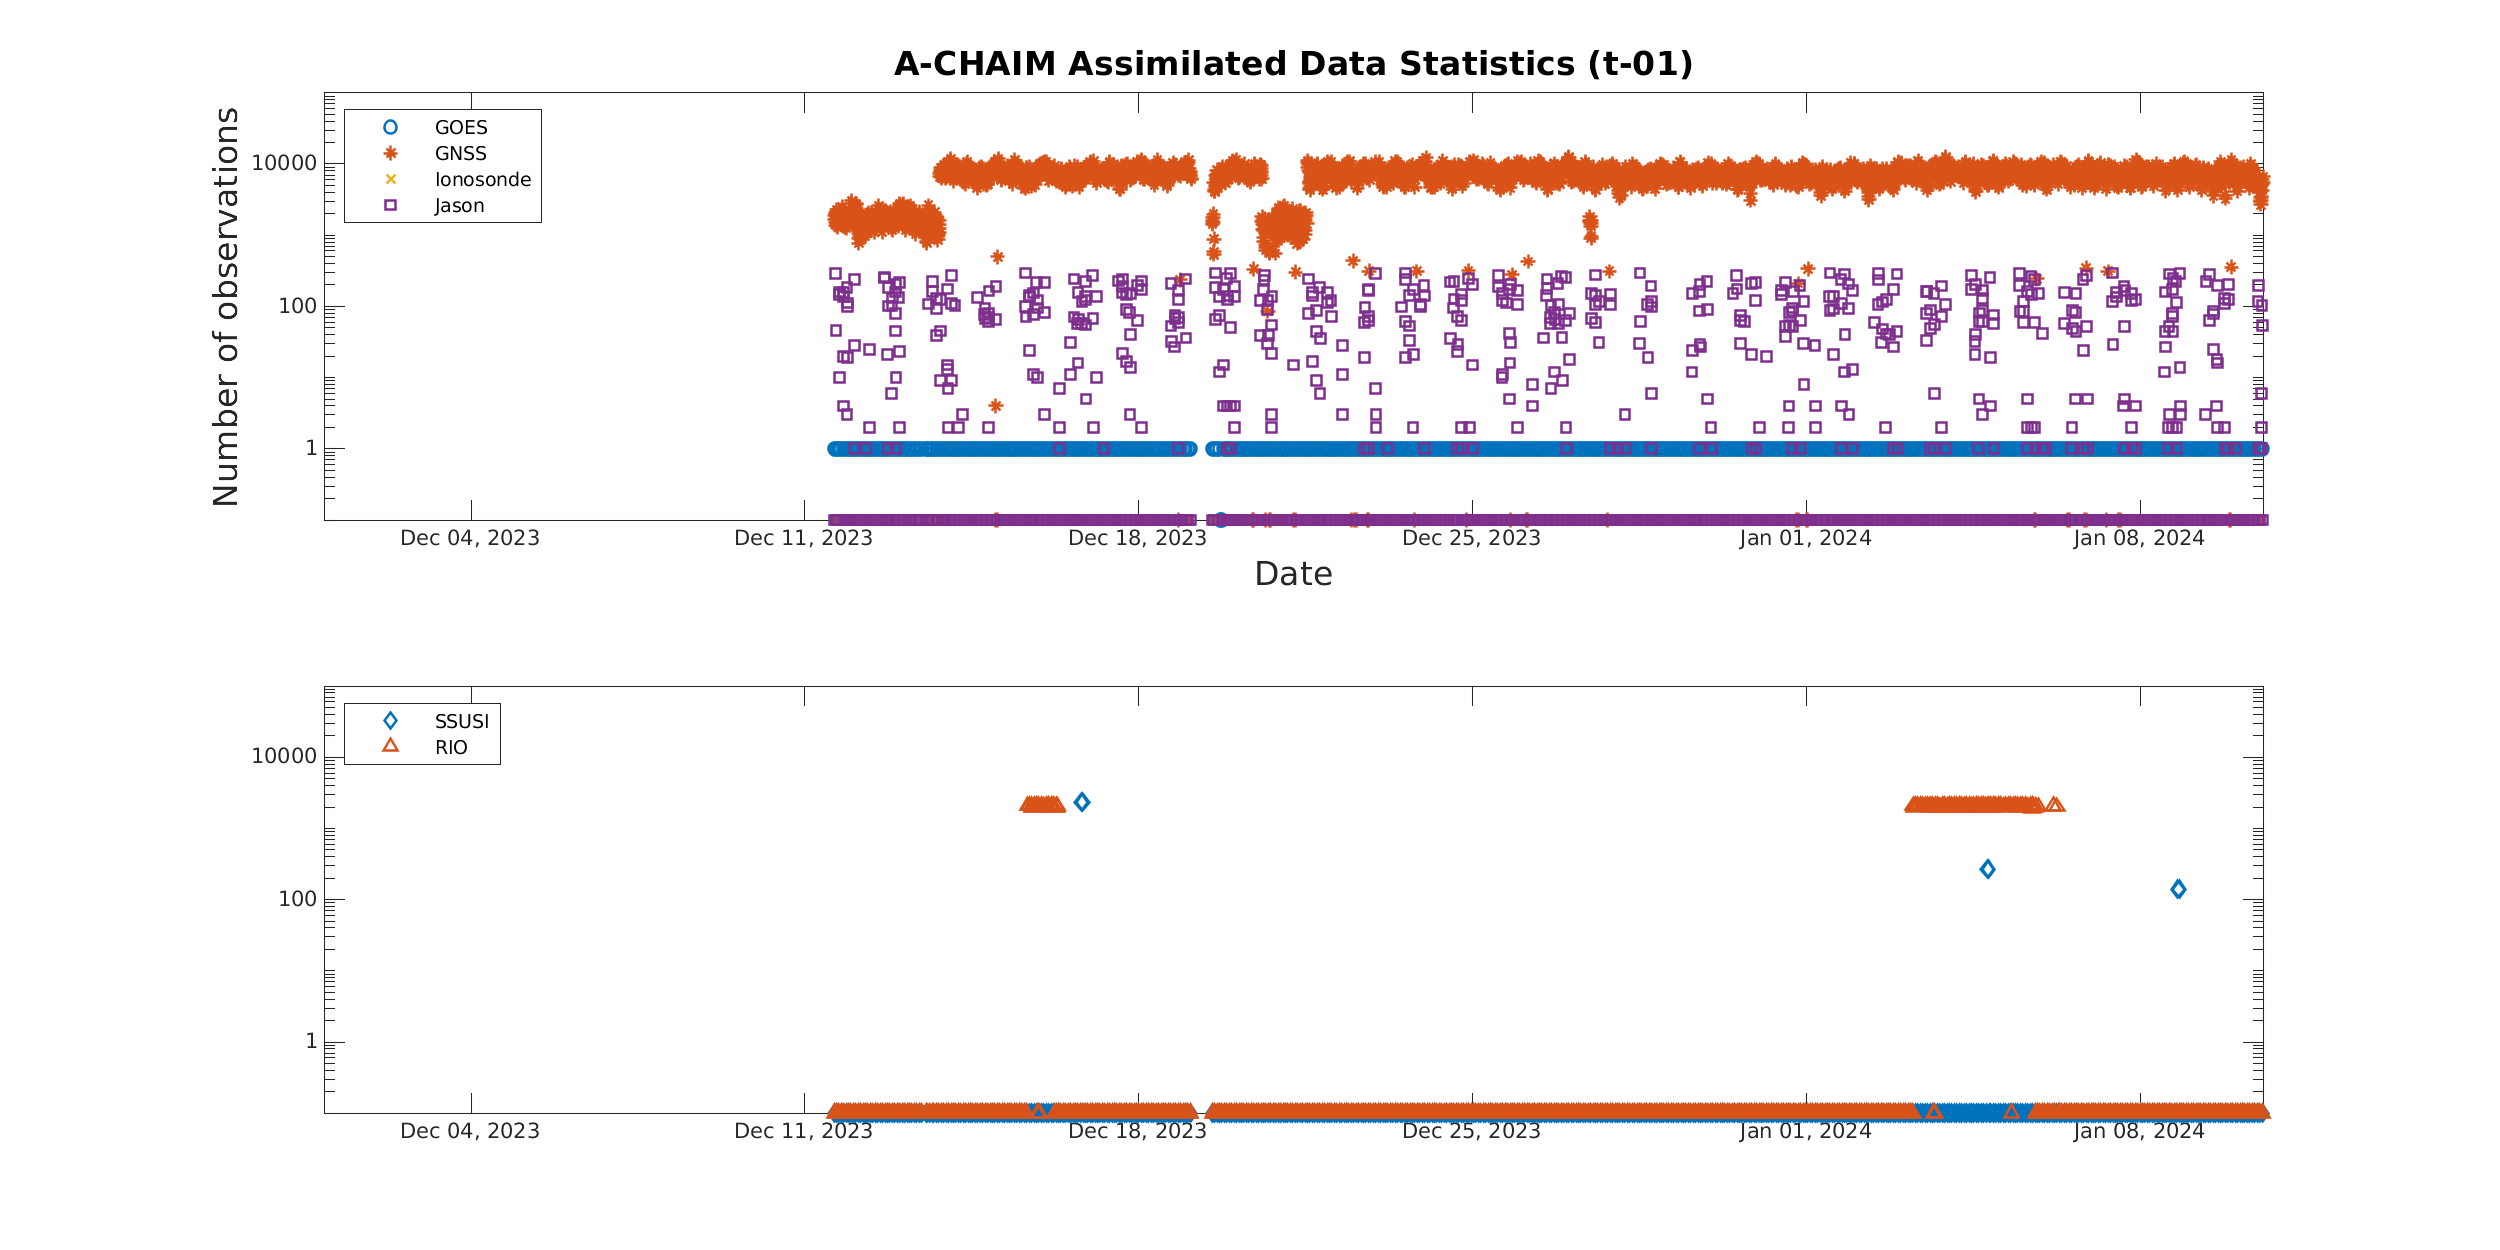 A-CHAIM Assimilated Data Statistics (t-01)
Number of observations
10000
100
1
GOES
GNSS
Ionosonde
Jason
Dec 04, 2023
Dec 11, 2023
Dec 18, 2023
Dec 25, 2023
Jan 01, 2024
Jan 08, 2024
Date
10000
100
1
SSUSI
RIO
Dec 04, 2023
Dec 11, 2023
Dec 18, 2023
Dec 25, 2023
Jan 01, 2024
Jan 08, 2024